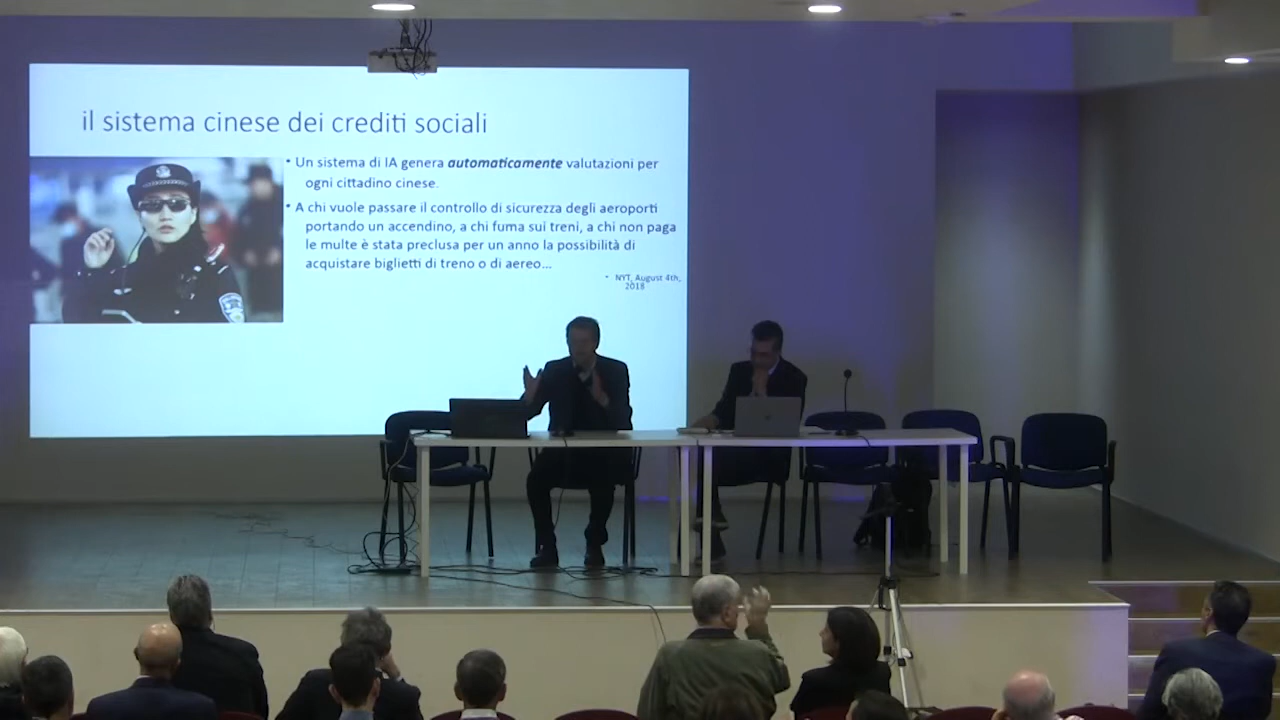 il sistema cinese dei crediti sociali
• Un sistema di IA genera automaticamente valutazioni per
ogni cittadino cinese.
• A chi vuole passare il controllo di sicurezza degli aeroporti
portando un accendino, a chi fuma sui treni, a chi non paga
le multe è stata preclusa per un anno la possibilità di
acquistare biglietti di treno o di aereo...
• NYT, August 4th,
2018